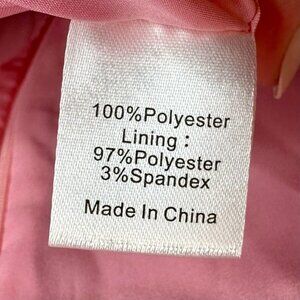 100%Polyester
Lining :
97%Polyester
3%Spandex
Made In China